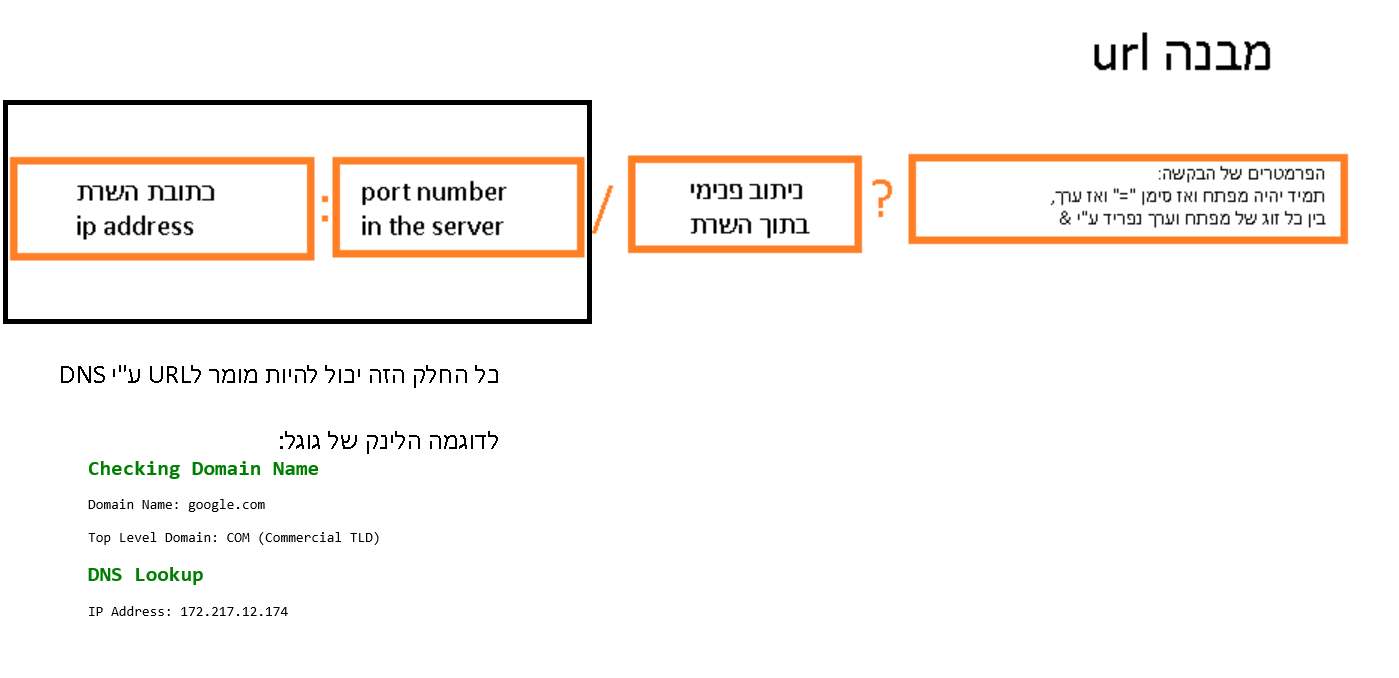 מבנה url
כתובת השרת
ip address
:
port number
in the server
/
ניתוב פנימי
בתוך השרת
?
הפרמטרים של הבקשה:
תמיד יהיה מפתח ואז סימן "=" ואז ערך,
בין כל זוג של מפתח וערך נפריד ע"י &
כל החלק הזה יכול להיות מומר לURL ע"י DNS
לדוגמה הלינק של גוגל:
Checking Domain Name
Domain Name: google.com
Top Level Domain: COM (Commercial TLD)
DNS Lookup
IP Address: 172.217.12.174